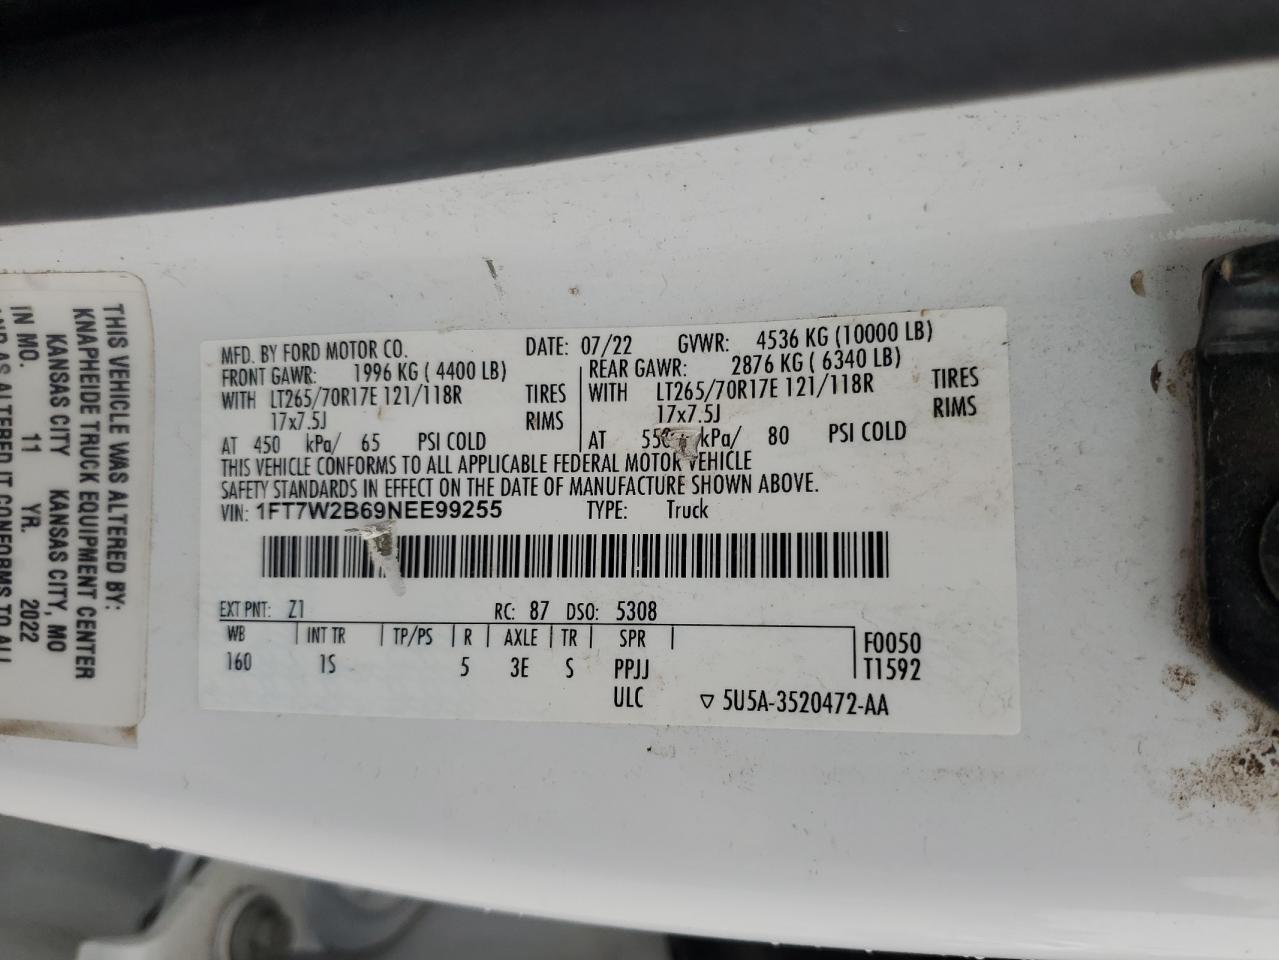 THIS VEHICLE WAS ALTERED BY:
KNAPHEIDE TRUCK EQUIPMENT CENTER
KANSAS CITY KANSAS CITY, MO
IN MO. 11 YR. 2022
AS ALTERED IT CONFORMS TO ALL
MFD. BY FORD MOTOR CO. DATE: 07/22 GVWR: 4536 KG (10000 LB)
FRONT GAWR: 1996 KG ( 4400 LB) REAR GAWR: 2876 KG ( 6340 LB)
WITH LT265/70R17E 121/118R TIRES WITH LT265/70R17E 121/118R TIRES
17x7.5J RIMS 17x7.5J RIMS
AT 450 kPa/ 65 PSI COLD AT kPa/ 80 PSI COLD
THIS VEHICLE CONFORMS TO ALL APPLICABLE FEDERAL MOTOR VEHICLE
SAFETY STANDARDS IN EFFECT ON THE DATE OF MANUFACTURE SHOWN ABOVE.
VIN: 1FT7W2B69NEE99255 TYPE: Truck
EXT PNT: Z1 RC: 87 DSO: 5308
WB INT TR TP/PS R AXLE TR SPR F0050
160 1S 5 3E S PPJJ T1592
ULC ▽ 5U5A-3520472-AA